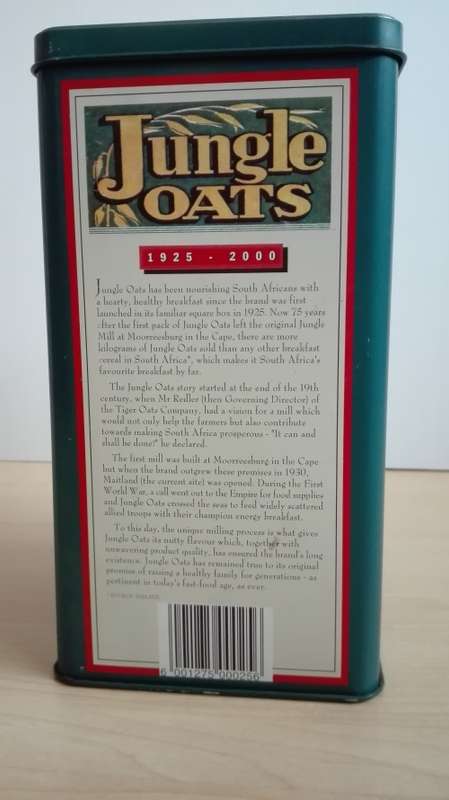 Jungle
OATS
1925 - 2000
Jungle Oats has been nourishing South Africans with
a hearty, healthy breakfast since the brand was first
launched in its familiar square box in 1925. Now 75 years
after the first pack of Jungle Oats left the original Jungle
Mill at Moorreesburg in the Cape, there are more
kilograms of Jungle Oats sold than any other breakfast
cereal in South Africa*, which makes it South Africa's
favourite breakfast by far.
The Jungle Oats story started at the end of the 19th
century, when Mr Redler (then Governing Director) of
the Tiger Oats Company, had a vision for a mill which
would not only help the farmers but also contribute
towards making South Africa prosperous - "It can and
shall be done!" he declared.
The first mill was built at Moorreesburg in the Cape
but when the brand outgrew these premises in 1930,
Maitland (the current site) was opened. During the First
World War, a call went out to the Empire for food supplies
and Jungle Oats crossed the seas to feed widely scattered
allied troops with their champion energy breakfast.
To this day, the unique milling process is what gives
Jungle Oats its nutty flavour which, together with
unwavering product quality, has ensured the brand's long
existence. Jungle Oats has remained true to its original
promise of raising a healthy family for generations - as
pertinent in today's fast-food age, as ever.
6 001275 000256